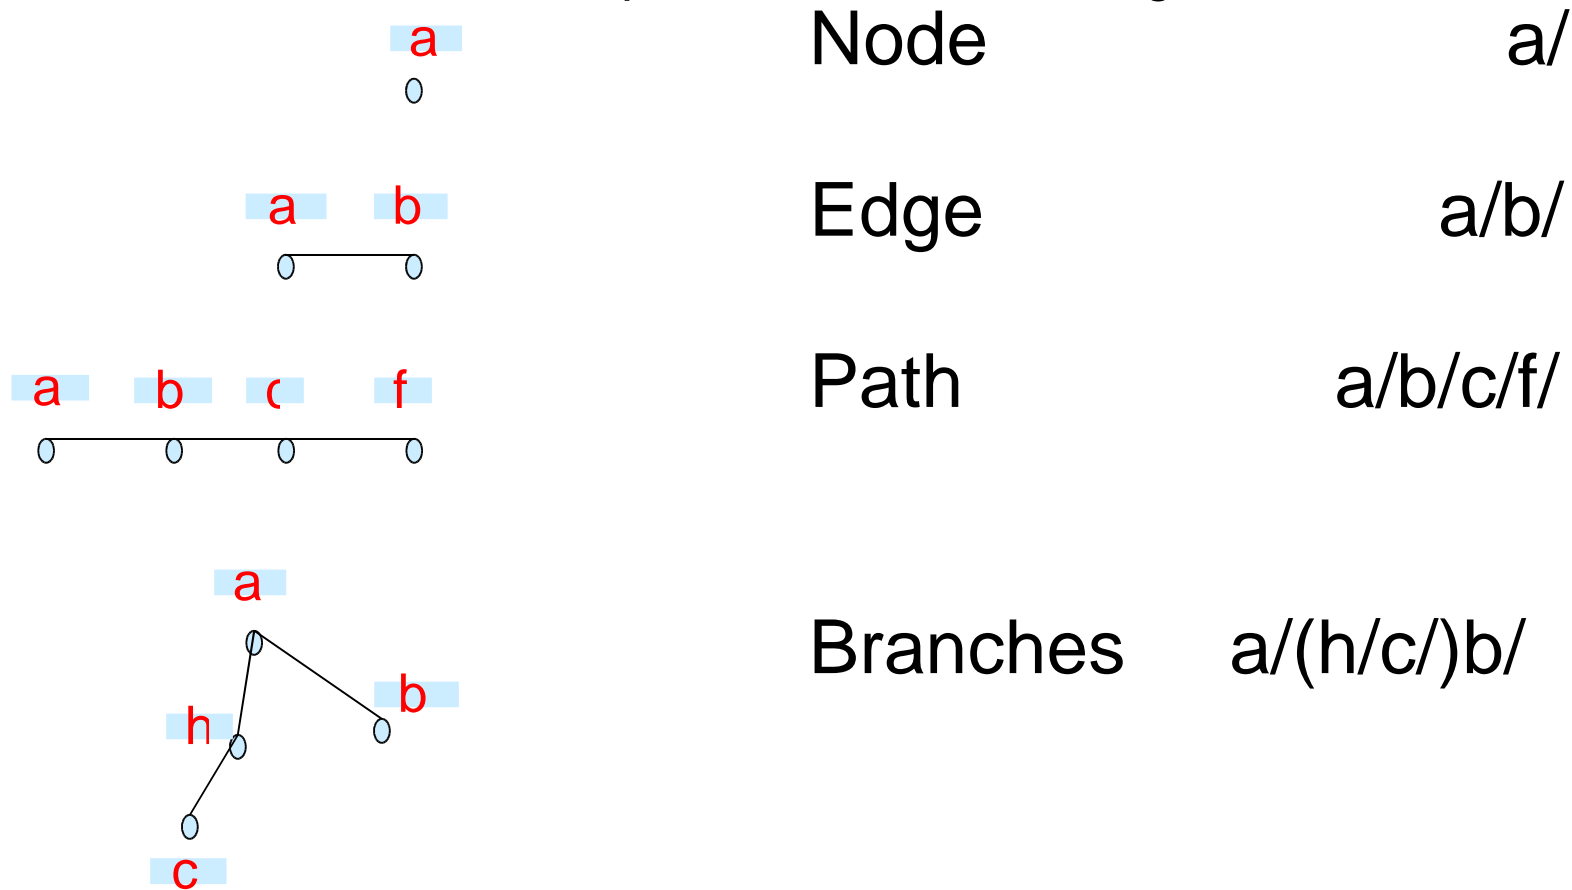 a Node a/
a b Edge a/b/
a b c f Path a/b/c/f/
a
Branches a/(h/c/)b/
b
h
c